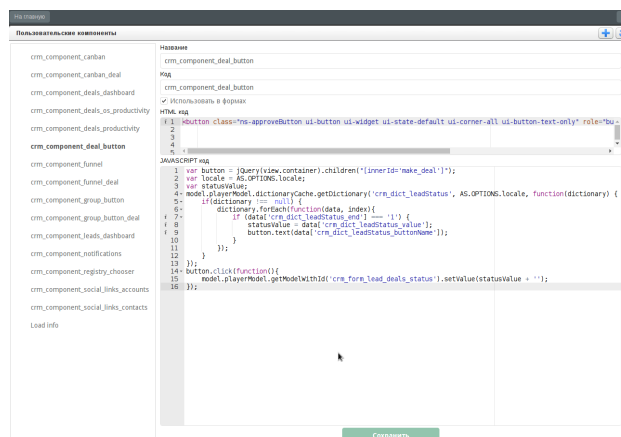 На главную
Пользовательские компоненты
crm_component_canban
crm_component_canban_deal
crm_component_deals_dashboard
crm_component_deals_os_productivity
crm_component_deals_productivity
crm_component_deal_button
crm_component_funnel
crm_component_funnel_deal
crm_component_group_button
crm_component_group_button_deal
crm_component_leads_dashboard
crm_component_notifications
crm_component_registry_chooser
crm_component_social_links_accounts
crm_component_social_links_contacts
Load info
Название
crm_component_deal_button
Код
crm_component_deal_button
Использовать в формах
HTML код
1 <button class="ns-approveButton ui-button ui-widget ui-state-default ui-corner-all ui-button-text-only" role="bu
2
3
4
5
JAVASCRIPT код
1 var button = jQuery(view.container).children("[innerId='make_deal']");
2 var locale = AS.OPTIONS.locale;
3 var statusValue;
4 model.playerModel.dictionaryCache.getDictionary('crm_dict_leadStatus', AS.OPTIONS.locale, function(dictionary) {
5 if(dictionary !== null) {
6 dictionary.forEach(function(data, index){
7 if (data['crm_dict_leadStatus_end'] === '1') {
8 statusValue = data['crm_dict_leadStatus_value'];
9 button.text(data['crm_dict_leadStatus_buttonName']);
10 }
11 });
12 }
13 });
14 button.click(function(){
15 model.playerModel.getModelWithId('crm_form_lead_deals_status').setValue(statusValue + '');
16 });
Сохранить